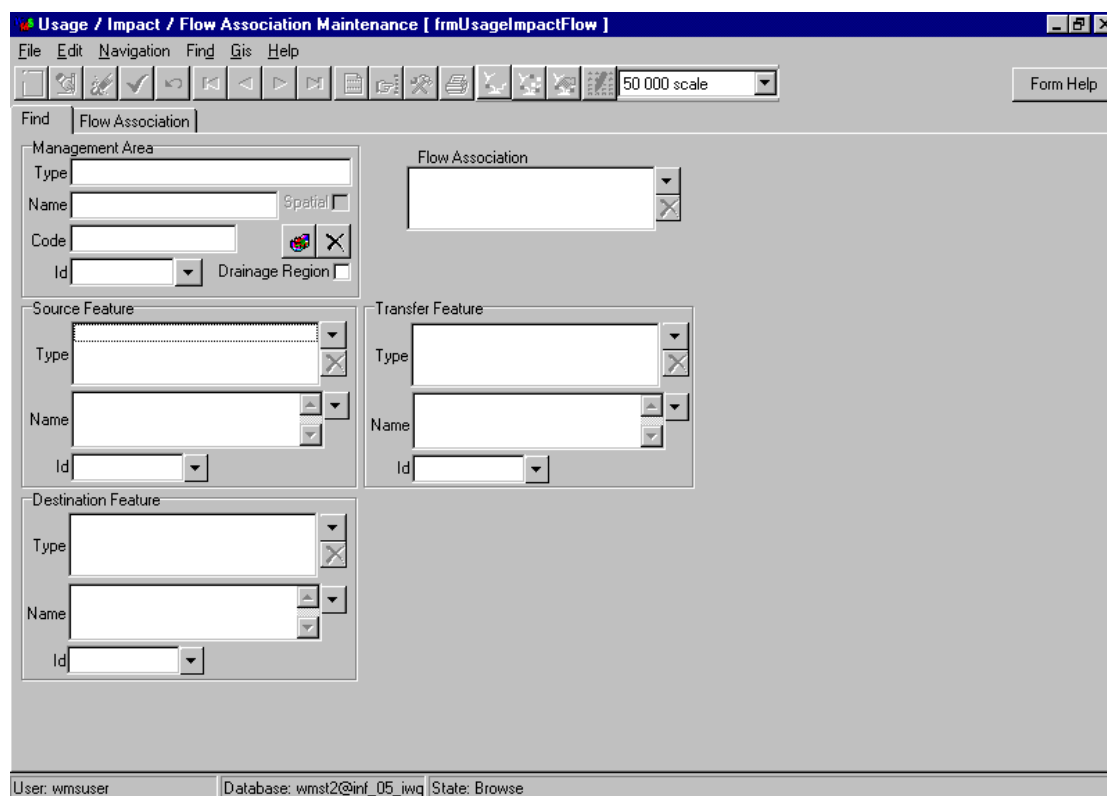 Usage / Impact / Flow Association Maintenance [ frmUsageImpactFlow ]
File Edit Navigation Find Gis Help
50 000 scale
Form Help
Find
Flow Association
Management Area
Type
Name
Spatial
Code
Id
Drainage Region
Flow Association
Source Feature
Type
Name
Id
Transfer Feature
Type
Name
Id
Destination Feature
Type
Name
Id
User: wmsuser
Database: wmst2@inf_05_iwq
State: Browse